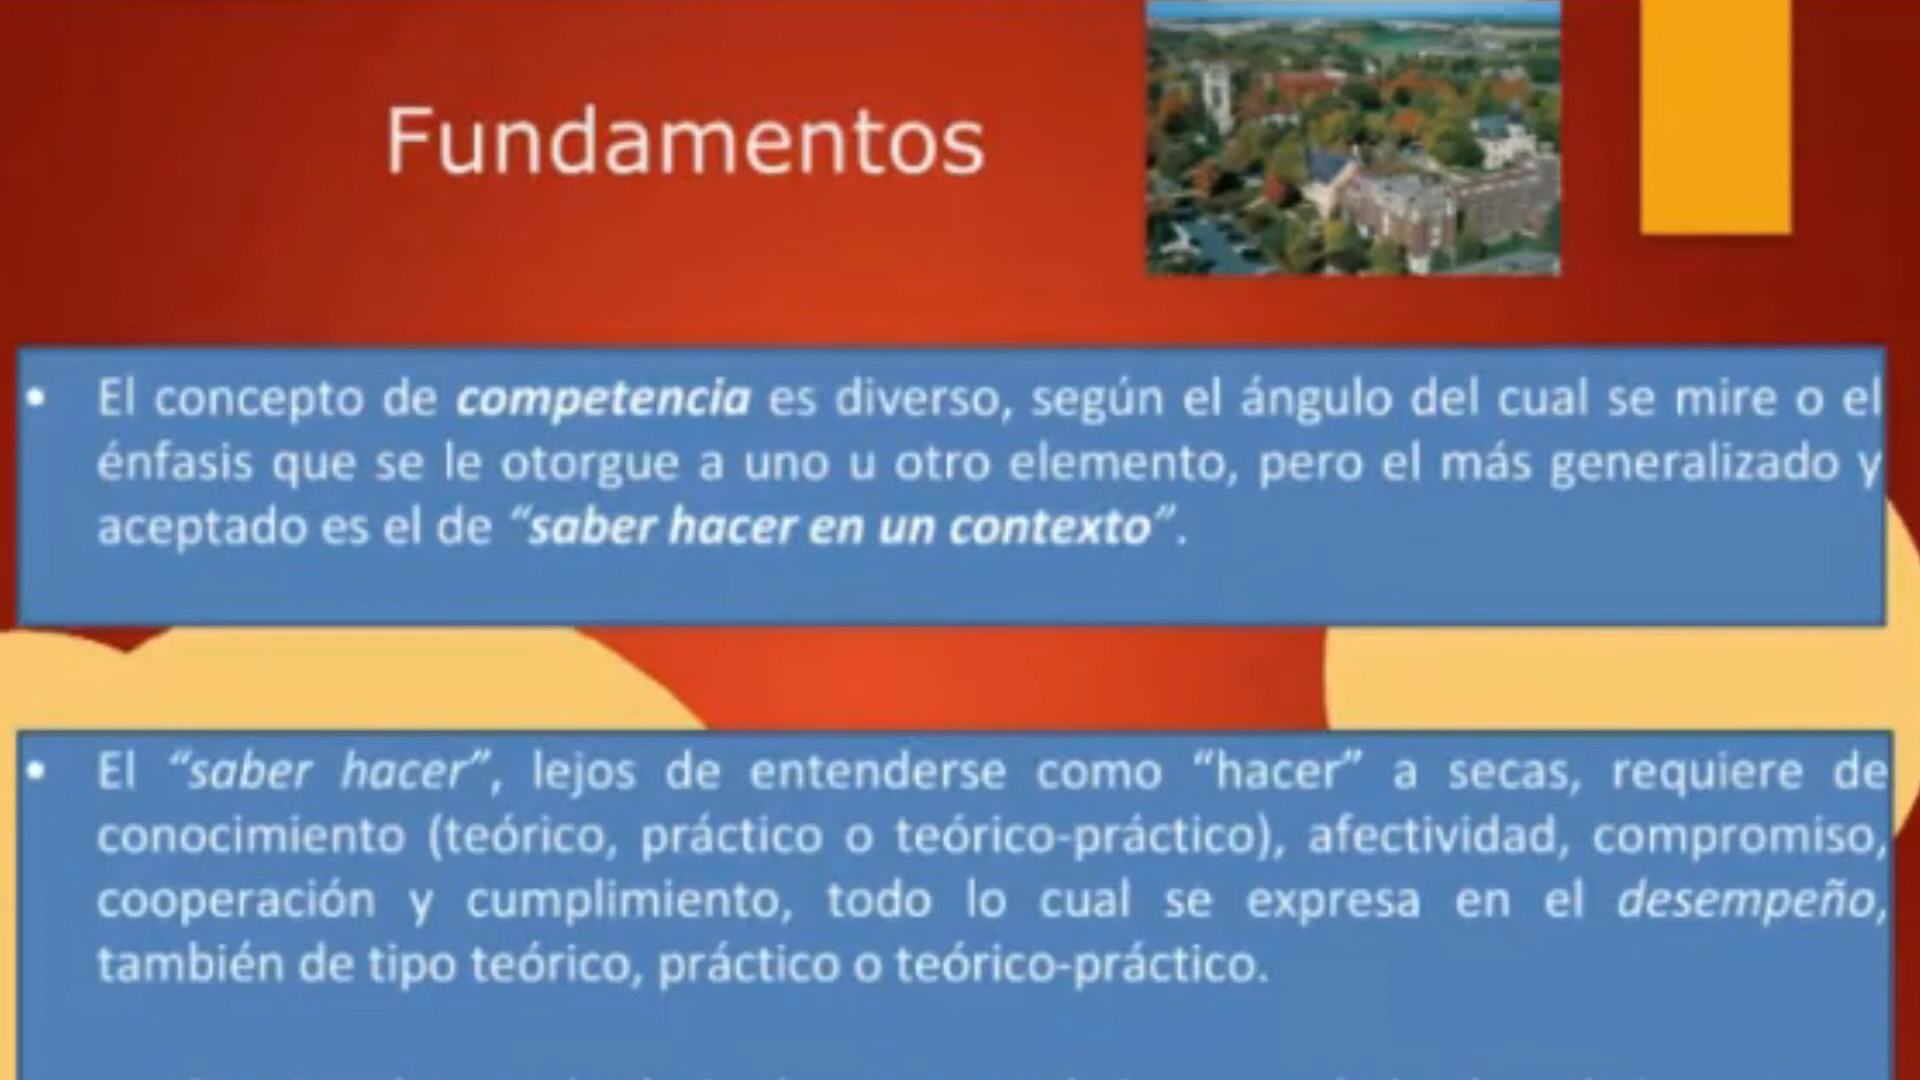 Fundamentos
• El concepto de competencia es diverso, según el ángulo del cual se mire o el
énfasis que se le otorgue a uno u otro elemento, pero el más generalizado y
aceptado es el de “saber hacer en un contexto”.
• El “saber hacer”, lejos de entenderse como “hacer” a secas, requiere de
conocimiento (teórico, práctico o teórico-práctico), afectividad, compromiso,
cooperación y cumplimiento, todo lo cual se expresa en el desempeño,
también de tipo teórico, práctico o teórico-práctico.